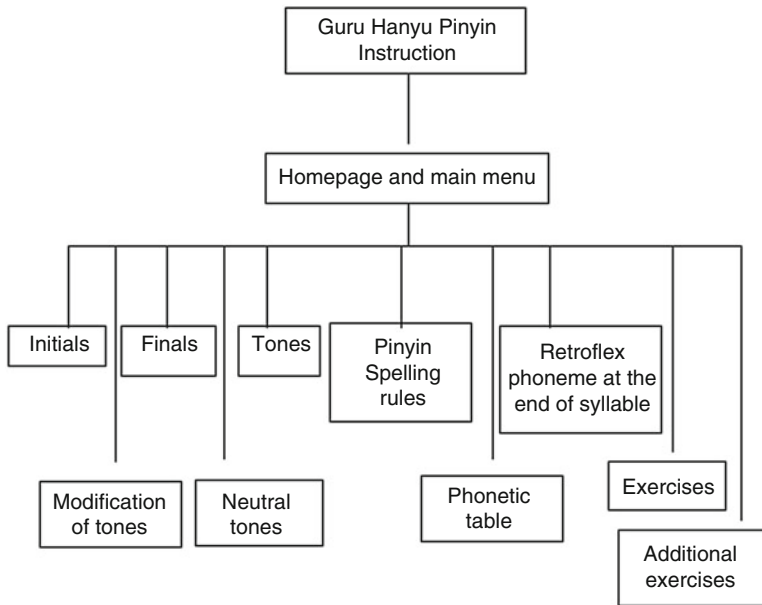 Guru Hanyu Pinyin
Instruction
Homepage and main menu
Initials
Finals
Tones
Pinyin
Spelling
rules
Retroflex
phoneme at the
end of syllable
Modification
of tones
Neutral
tones
Phonetic
table
Exercises
Additional
exercises